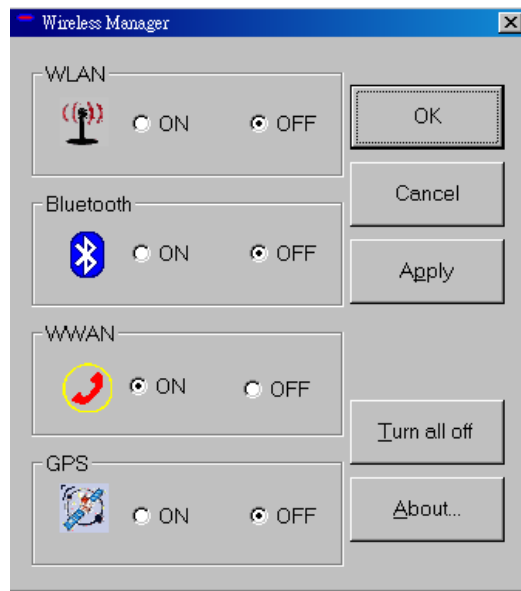 Wireless Manager
WLAN
ON OFF
OK
Bluetooth
ON OFF
Cancel
Apply
WWAN
ON OFF
Turn all off
GPS
ON OFF
About...